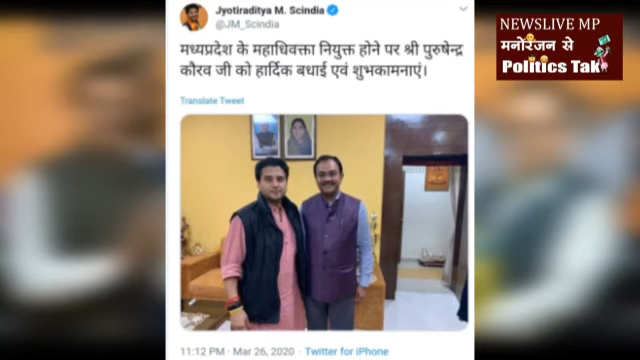 Jyotiraditya M. Scindia
@JM_Scindia
NEWSLIVE MP
मनोरंजन से
Politics Tak
मध्यप्रदेश के महाधिवक्ता नियुक्त होने पर श्री पुरुषेन्द्र
कौरव जी को हार्दिक बधाई एवं शुभकामनाएं।
Translate Tweet
11:12 PM · Mar 26, 2020 · Twitter for iPhone